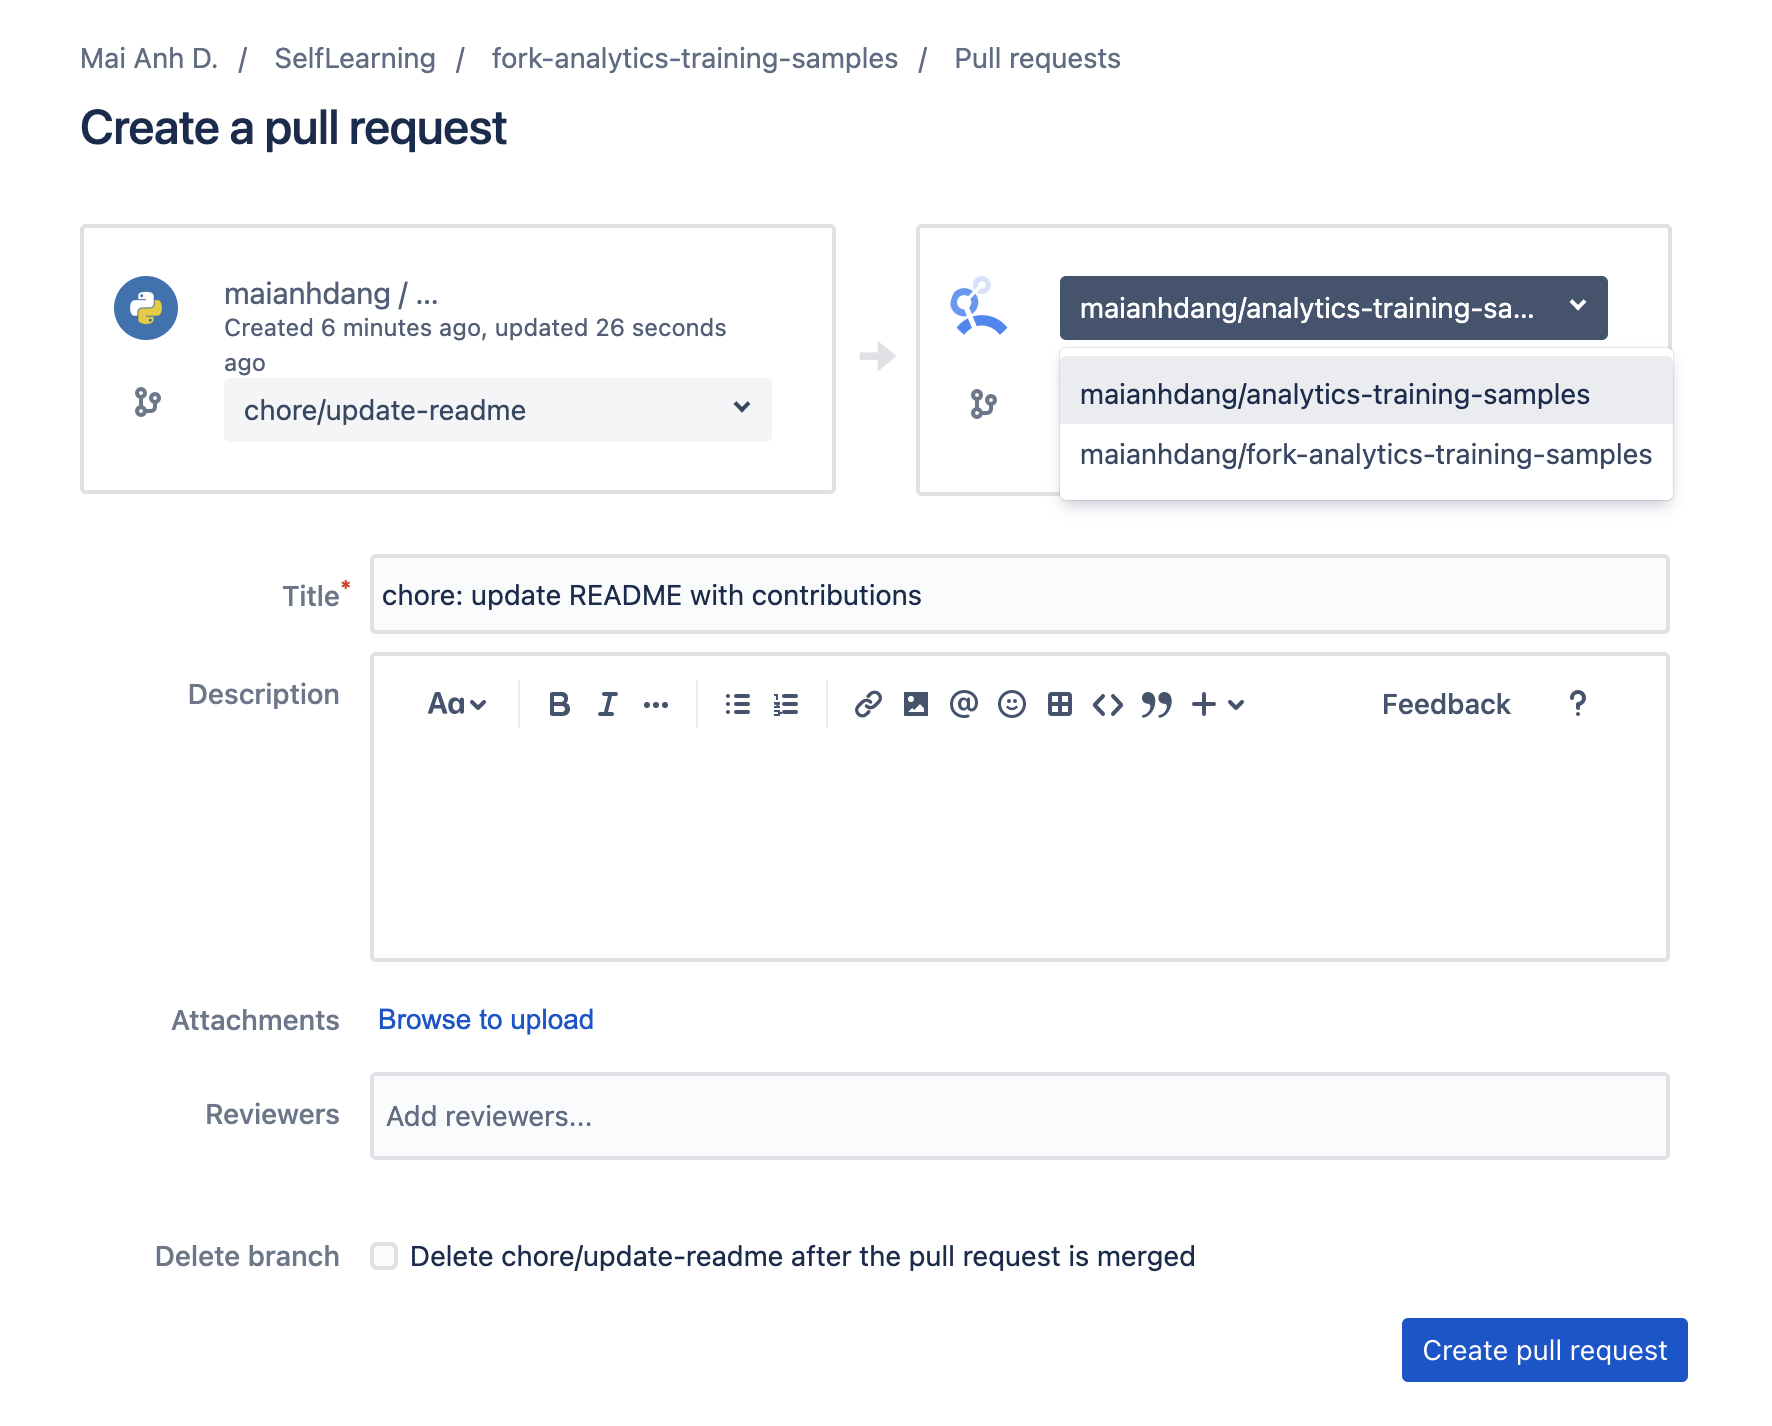 Mai Anh D. / SelfLearning / fork-analytics-training-samples / Pull requests
Create a pull request
maianhdang / ...
Created 6 minutes ago, updated 26 seconds
ago
chore/update-readme
maianhdang/analytics-training-sa...
maianhdang/analytics-training-samples
maianhdang/fork-analytics-training-samples
Title*
chore: update README with contributions
Description
Aa B I ... @ <> + Feedback ?
Attachments Browse to upload
Reviewers Add reviewers...
Delete branch Delete chore/update-readme after the pull request is merged
Create pull request